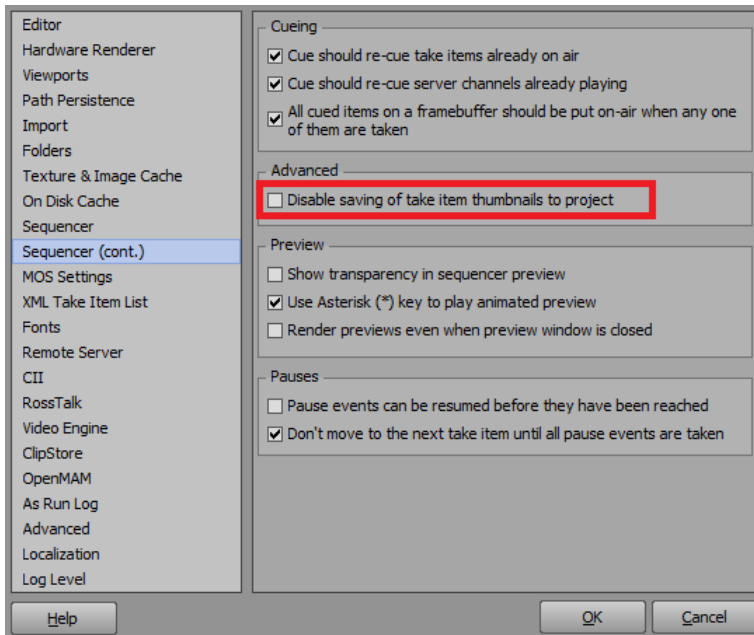 Editor
Hardware Renderer
Viewports
Path Persistence
Import
Folders
Texture & Image Cache
On Disk Cache
Sequencer
Sequencer (cont.)
MOS Settings
XML Take Item List
Fonts
Remote Server
CII
RossTalk
Video Engine
ClipStore
OpenMAM
As Run Log
Advanced
Localization
Log Level
Cueing
Cue should re-cue take items already on air
Cue should re-cue server channels already playing
All cued items on a framebuffer should be put on-air when any one
of them are taken
Advanced
Disable saving of take item thumbnails to project
Preview
Show transparency in sequencer preview
Use Asterisk (*) key to play animated preview
Render previews even when preview window is closed
Pauses
Pause events can be resumed before they have been reached
Don't move to the next take item until all pause events are taken
Help
OK
Cancel